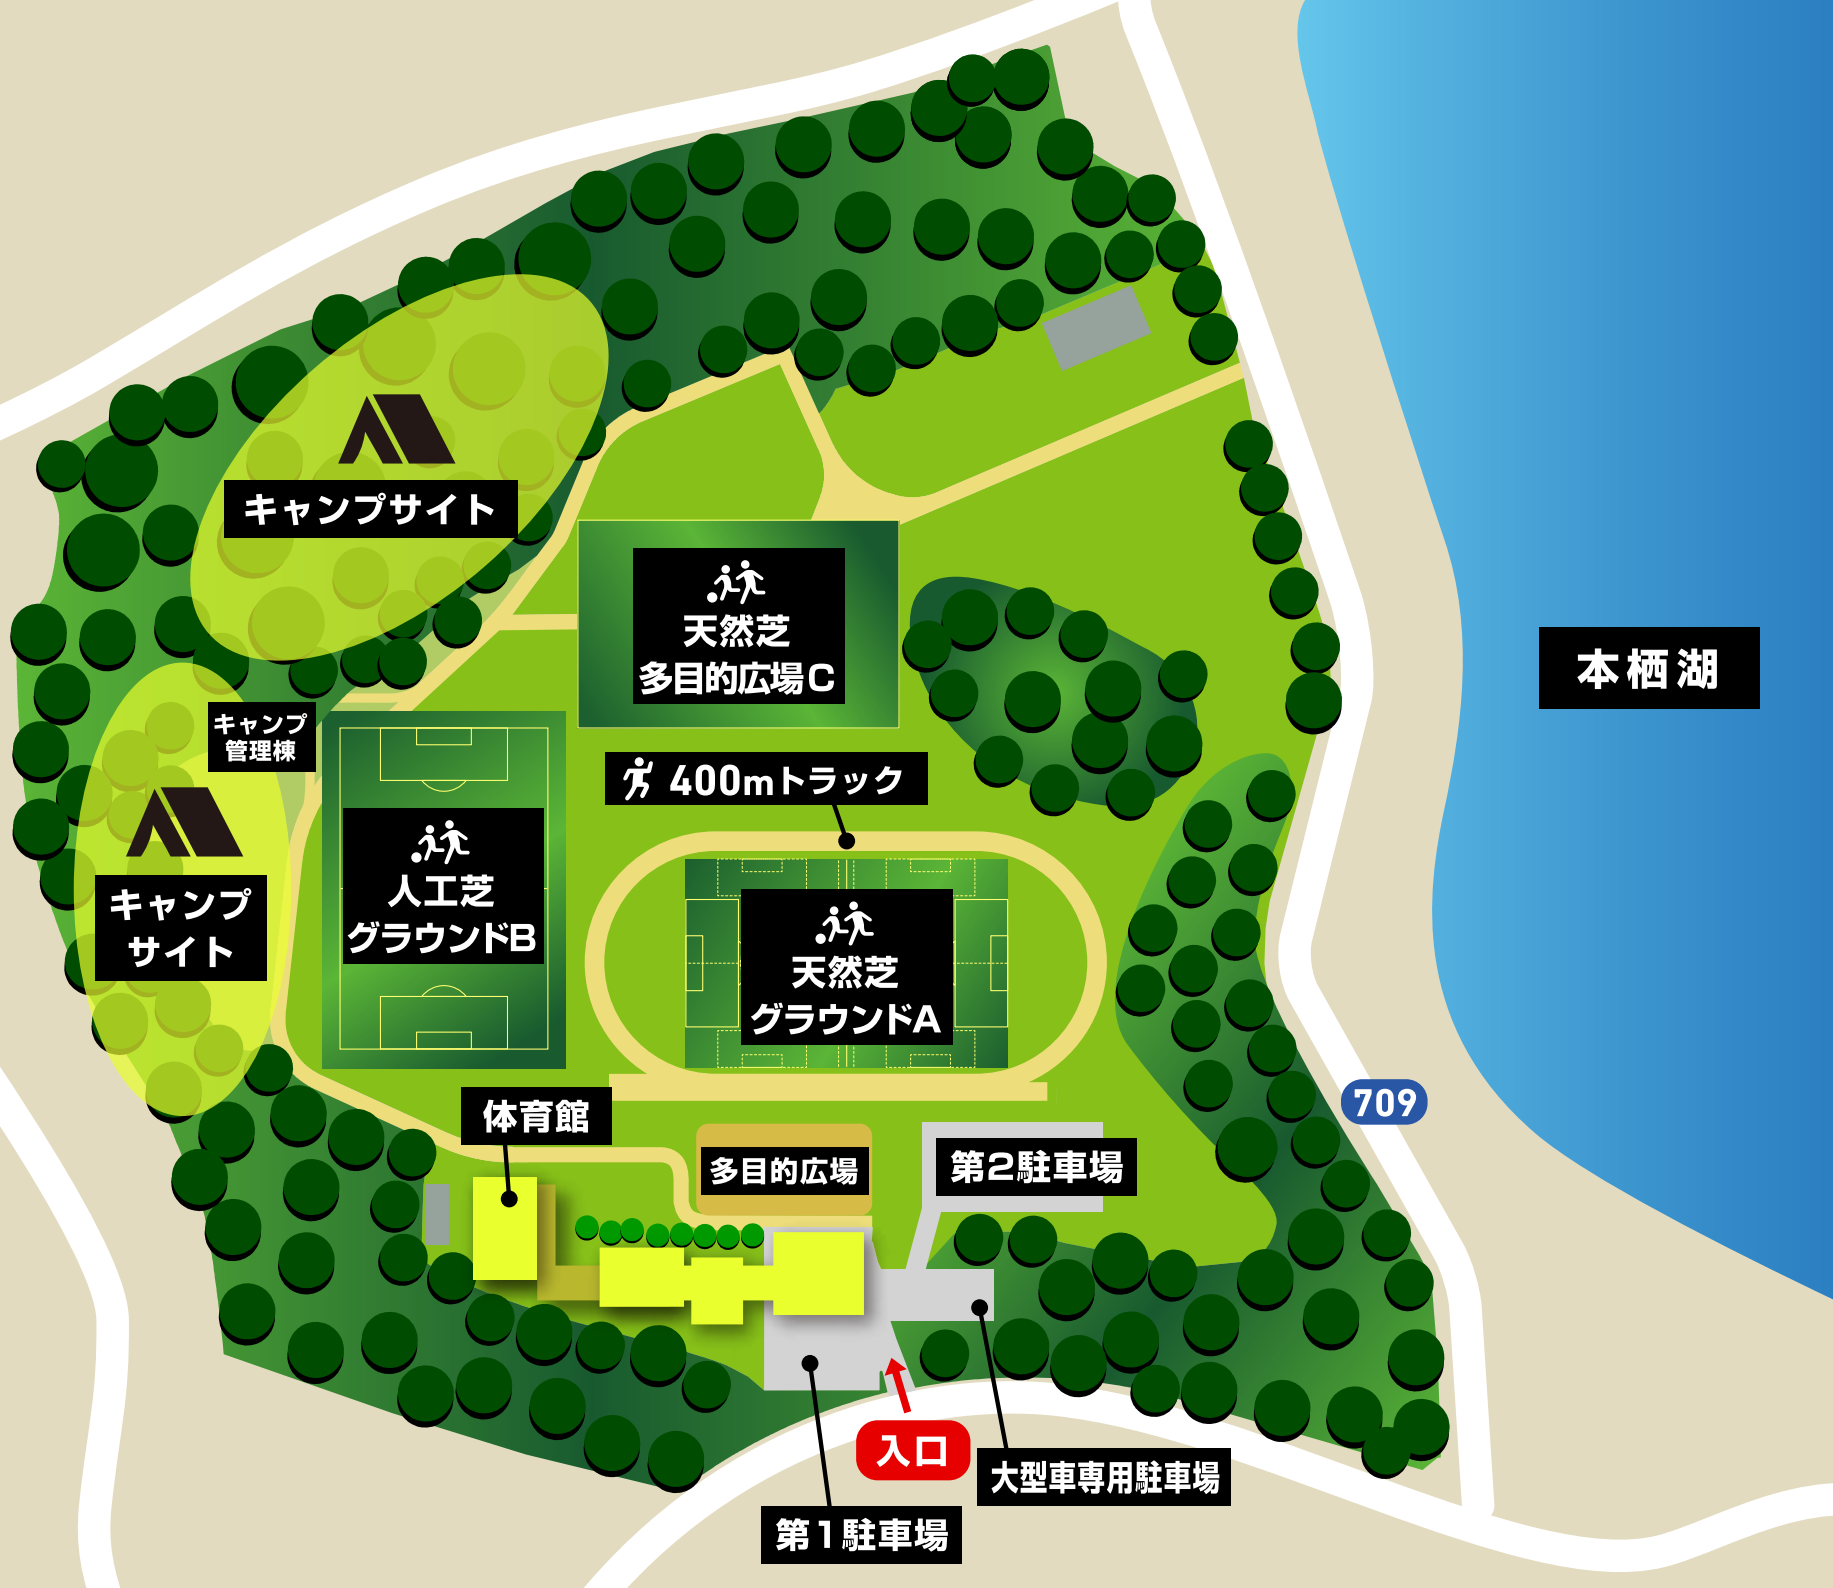 キャンプサイト
天然芝
多目的広場C
本栖湖
キャンプ
管理棟
400mトラック
人工芝
グラウンドB
キャンプ
サイト
天然芝
グラウンドA
709
体育館
多目的広場
第2駐車場
入口
大型車専用駐車場
第1駐車場